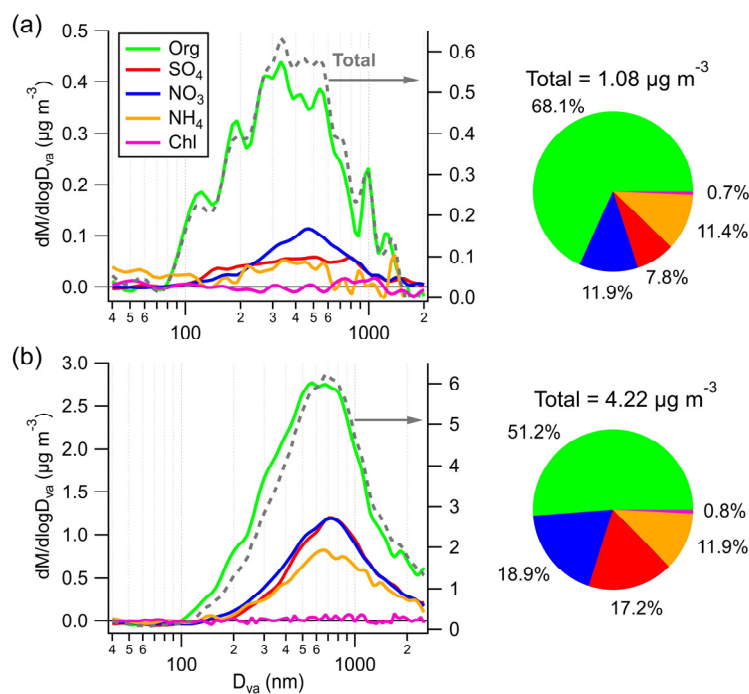 (a)
Total = 1.08 µg m⁻³
dM/dlogDva (µg m⁻³)
0.5
0.4
0.3
0.2
0.1
0.0
Org
SO₄
NO₃
NH₄
Chl
Total
0.6
0.5
0.4
0.3
0.2
0.1
0.0
4 6 100 2 3 4 5 6 1000 2
68.1%
0.7%
11.4%
7.8%
11.9%
(b)
Total = 4.22 µg m⁻³
dM/dlogDva (µg m⁻³)
3.0
2.5
2.0
1.5
1.0
0.5
0.0
6
5
4
3
2
1
0
4 5 6 100 2 3 4 5 6 1000 2
Dva (nm)
51.2%
0.8%
11.9%
17.2%
18.9%